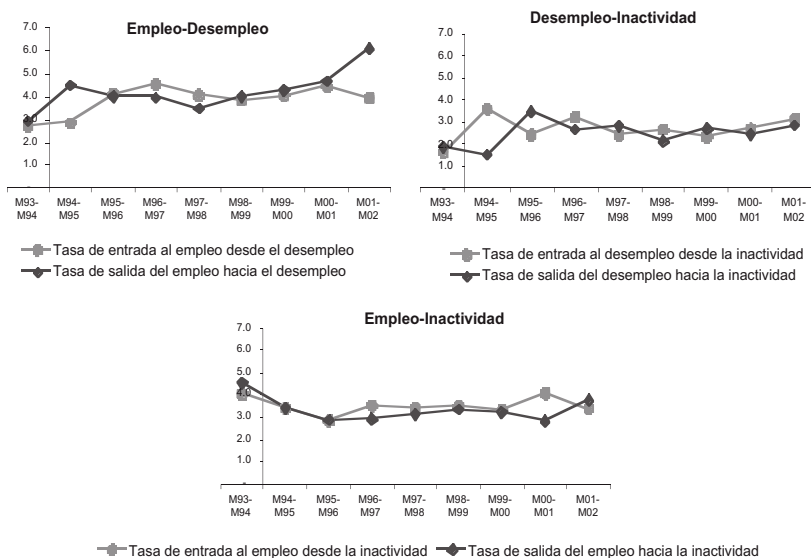 Empleo-Desempleo
7.0
6.0
5.0
4.0
3.0
2.0
1.0
-
M93-M94 M94-M95 M95-M96 M96-M97 M97-M98 M98-M99 M99-M00 M00-M01 M01-M02
Tasa de entrada al empleo desde el desempleo
Tasa de salida del empleo hacia el desempleo
Desempleo-Inactividad
7.0
6.0
5.0
4.0
3.0
2.0
1.0
-
M93-M94 M94-M95 M95-M96 M96-M97 M97-M98 M98-M99 M99-M00 M00-M01 M01-M02
Tasa de entrada al desempleo desde la inactividad
Tasa de salida del desempleo hacia la inactividad
Empleo-Inactividad
7.0
6.0
5.0
4.0
3.0
2.0
1.0
-
M93-M94 M94-M95 M95-M96 M96-M97 M97-M98 M98-M99 M99-M00 M00-M01 M01-M02
Tasa de entrada al empleo desde la inactividad Tasa de salida del empleo hacia la inactividad